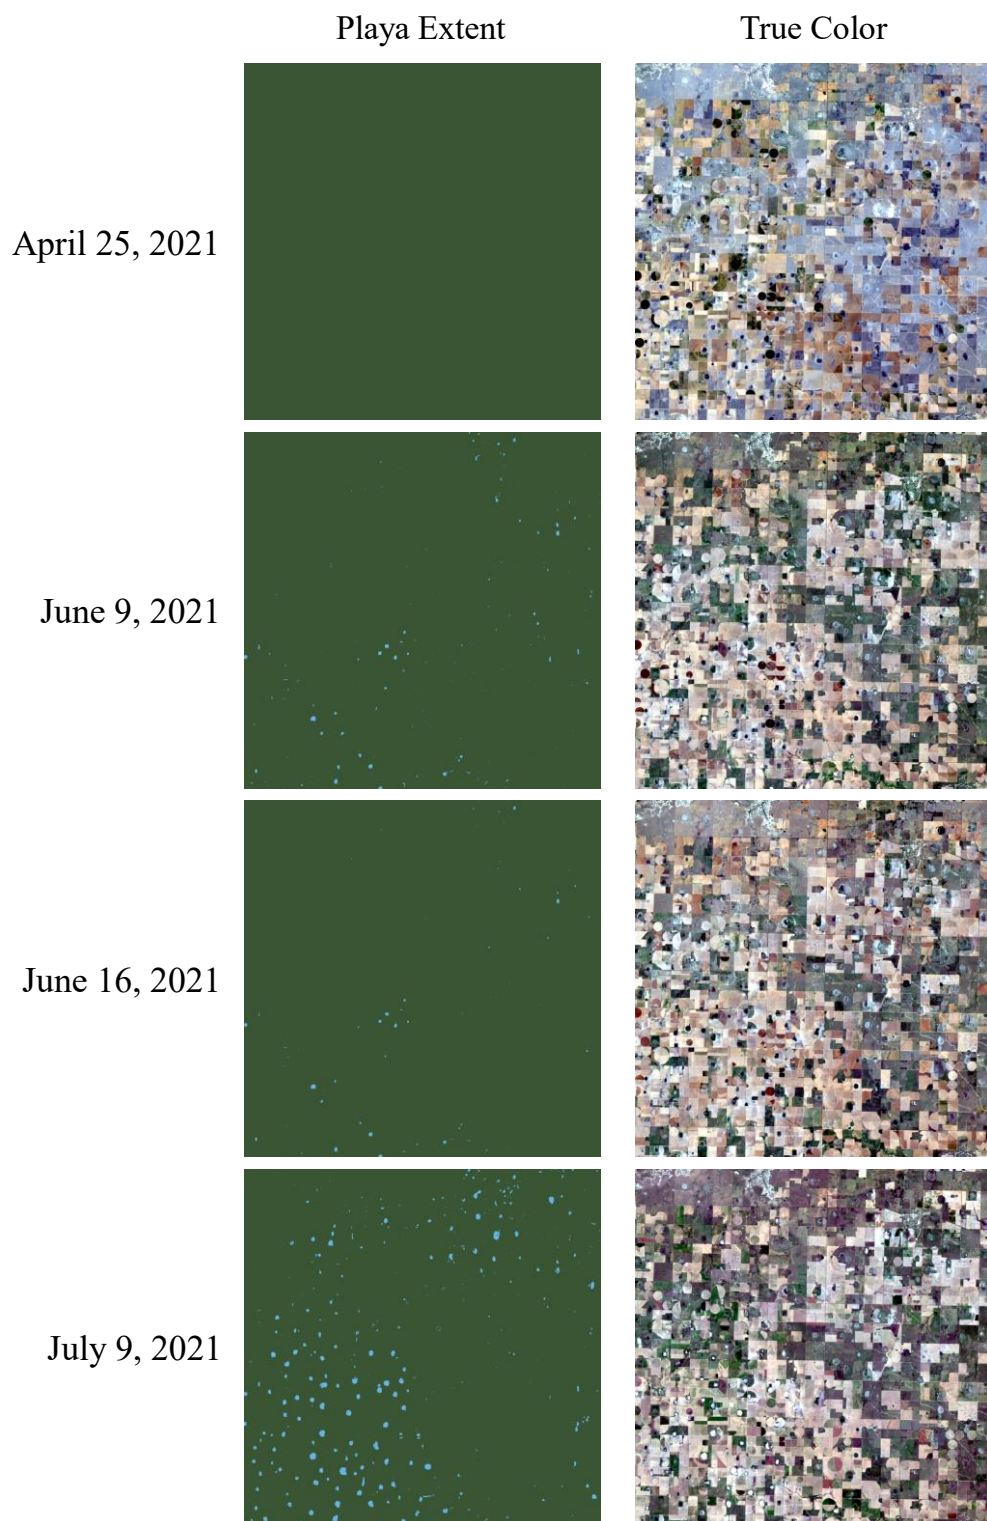 Playa Extent
True Color
April 25, 2021
June 9, 2021
June 16, 2021
July 9, 2021